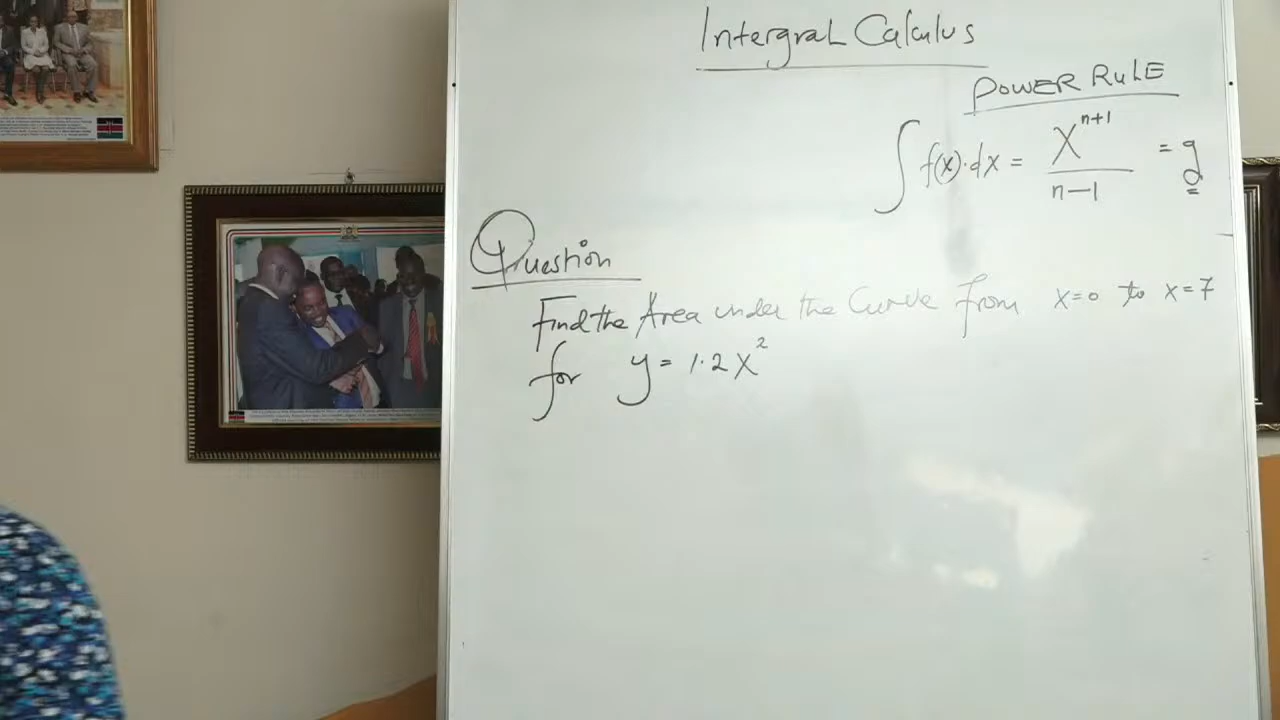 Intergral Calculus
POWER RULE
∫ f(x)·dx = x^{n+1} / n-1 = g
Question
Find the Area under the Curve from x=0 to x=7
for y = 1.2x²